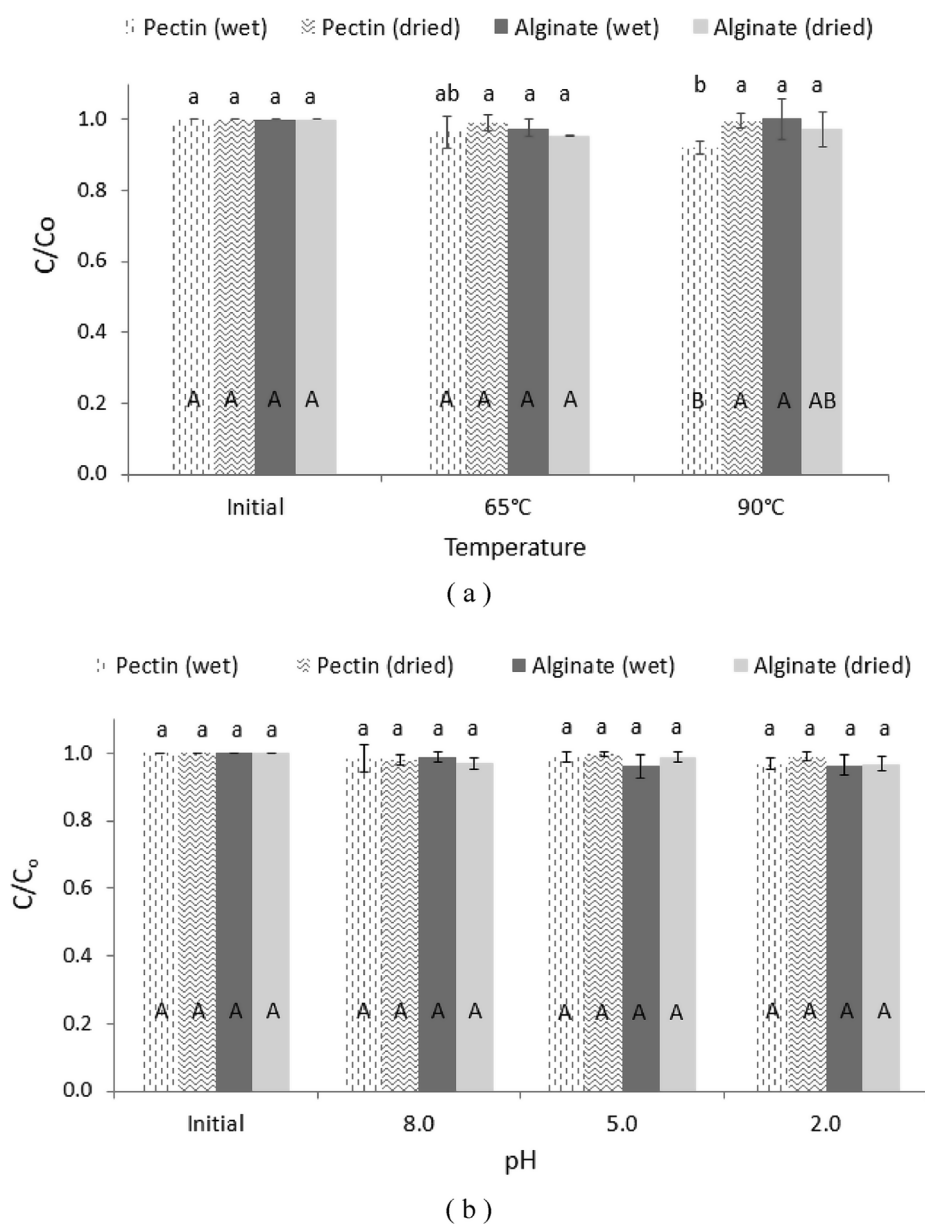 Pectin (wet) Pectin (dried) Alginate (wet) Alginate (dried)
a a a a ab a a a b a a a
1.0
0.8
C/Co
0.6
0.4
A A A A A A A A B A A AB
0.2
0.0
Initial 65°C 90°C
Temperature
( a )
Pectin (wet) Pectin (dried) Alginate (wet) Alginate (dried)
a a a a a a a a a a a a a a a a
1.0
0.8
C/Co
0.6
0.4
A A A A A A A A A A A A A A A A
0.2
0.0
Initial 8.0 5.0 2.0
pH
( b )